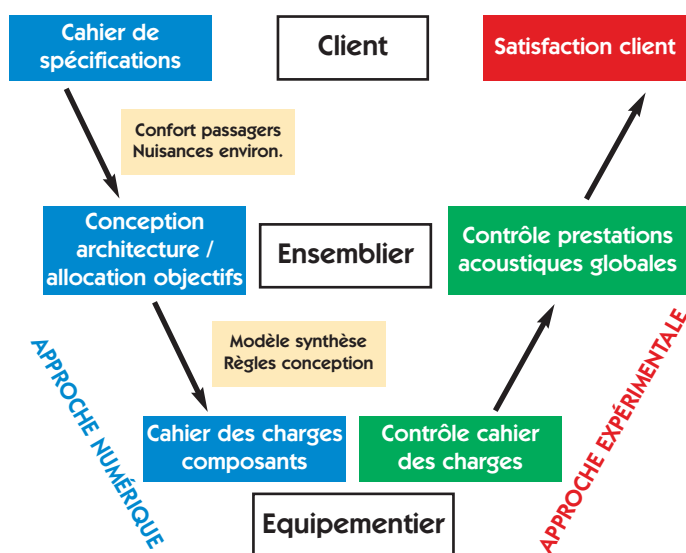 Cahier de
spécifications
Client
Satisfaction client
Confort passagers
Nuisances environ.
Conception
architecture /
allocation objectifs
Ensemblier
Contrôle prestations
acoustiques globales
Modèle synthèse
Règles conception
APPROCHE NUMÉRIQUE
APPROCHE EXPÉRIMENTALE
Cahier des charges
composants
Contrôle cahier
des charges
Equipementier